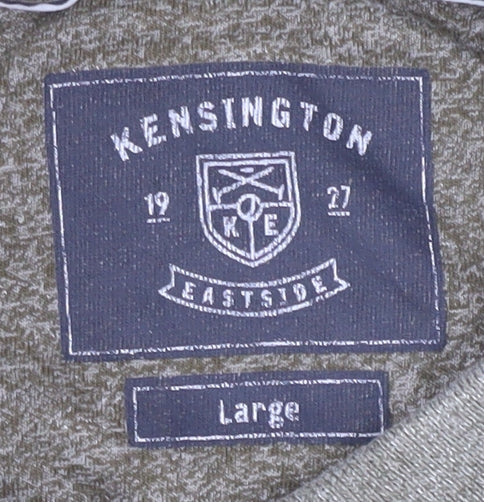 KENSINGTON
19 27
K E
EASTSIDE
Large